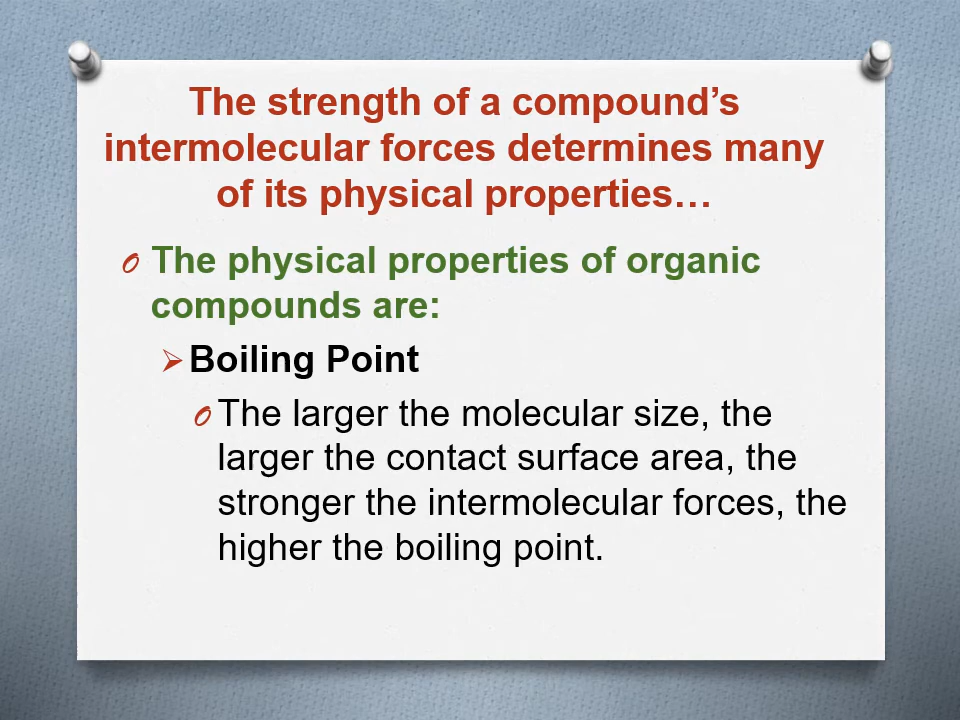 The strength of a compound’s
intermolecular forces determines many
of its physical properties…
The physical properties of organic
compounds are:
Boiling Point
The larger the molecular size, the
larger the contact surface area, the
stronger the intermolecular forces, the
higher the boiling point.